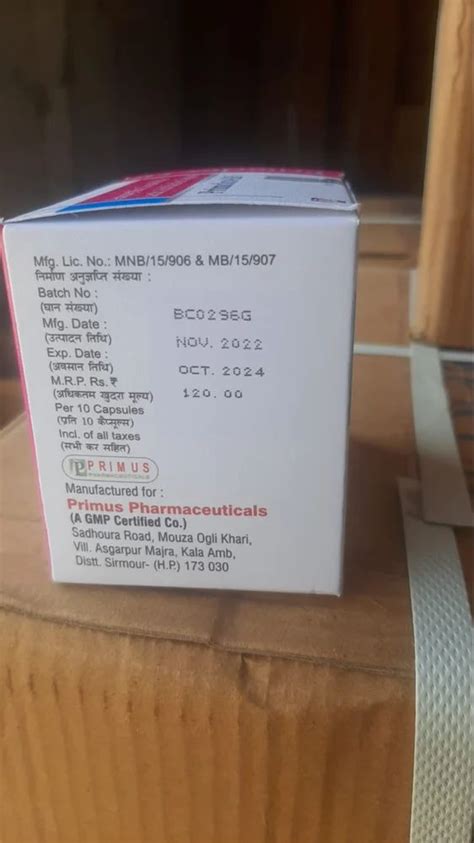 Mfg. Lic. No.: MNB/15/906 & MB/15/907
निर्माण अनुज्ञप्ति संख्या :
Batch No :
(घान संख्या)
BC0296G
Mfg. Date :
(उत्पादन तिथि)
NOV. 2022
Exp. Date :
(अवसान तिथि)
OCT. 2024
M.R.P. Rs. ₹
(अधिकतम खुदरा मूल्य)
120.00
Per 10 Capsules
(प्रति 10 कैप्सूल्स)
Incl. of all taxes
(सभी कर सहित)
PRIMUS
PHARMACEUTICALS
Manufactured for :
Primus Pharmaceuticals
(A GMP Certified Co.)
Sadhoura Road, Mouza Ogli Khari,
Vill. Asgarpur Majra, Kala Amb,
Distt. Sirmour- (H.P.) 173 030